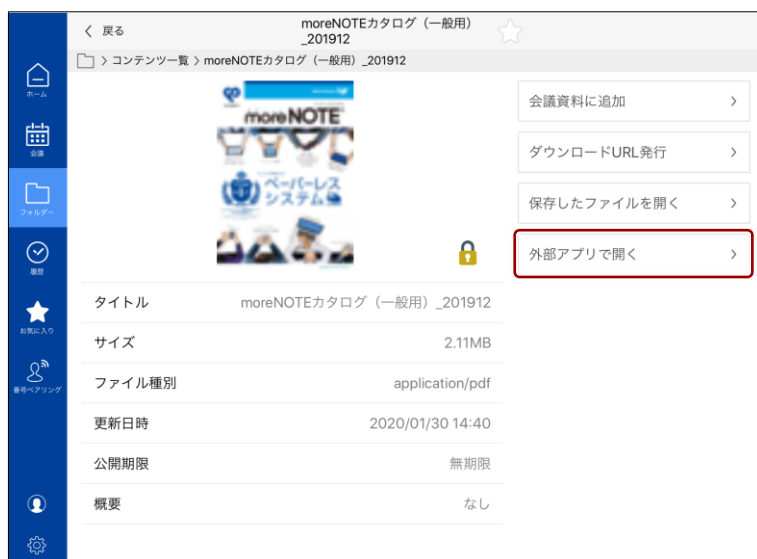 戻る
moreNOTEカタログ（一般用）
_201912
コンテンツ一覧 > moreNOTEカタログ（一般用）_201912
ホーム
会議
フォルダー
履歴
お気に入り
番号ペアリング
moreNOTE
ペーパーレス
システム
会議資料に追加
ダウンロードURL発行
保存したファイルを開く
外部アプリで開く
タイトル moreNOTEカタログ（一般用）_201912
サイズ 2.11MB
ファイル種別 application/pdf
更新日時 2020/01/30 14:40
公開期限 無期限
概要 なし